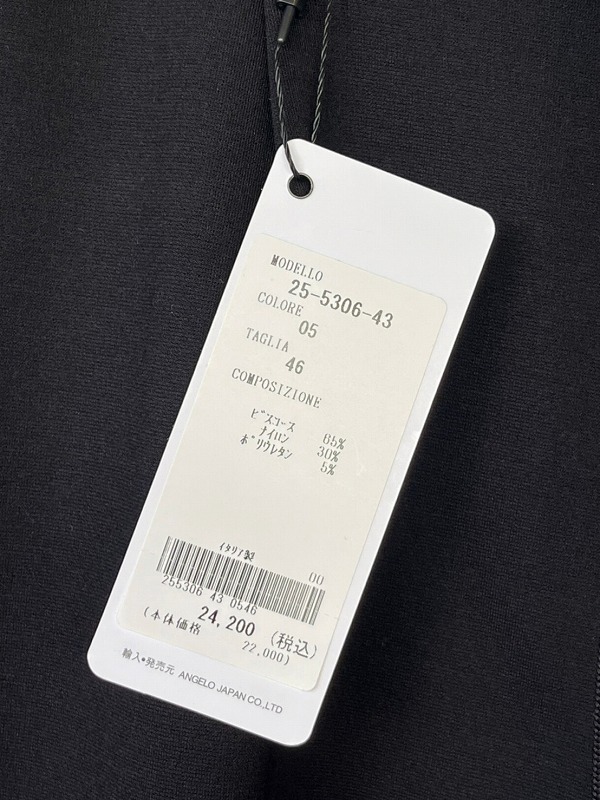 MODELLO
25-5306-43
COLORE
05
TAGLIA
46
COMPOSIZIONE
ﾋﾞｽｺｰｽ 65%
ﾅｲﾛﾝ 30%
ﾎﾟﾘｳﾚﾀﾝ 5%
ｲﾀﾘｱ製
00
255306 43 0546
24,200 (税込)
(本体価格 22,000)
輸入•発売元 ANGELO JAPAN CO.,LTD